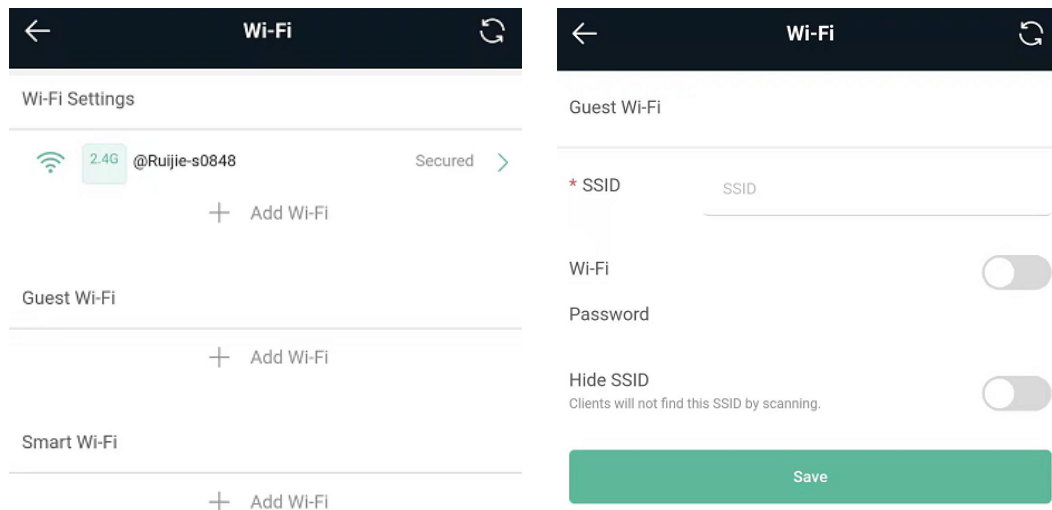 Wi-Fi
Wi-Fi Settings
2.4G @Ruijie-s0848 Secured
Add Wi-Fi
Guest Wi-Fi
Add Wi-Fi
Smart Wi-Fi
Add Wi-Fi
Wi-Fi
Guest Wi-Fi
* SSID SSID
Wi-Fi
Password
Hide SSID
Clients will not find this SSID by scanning.
Save